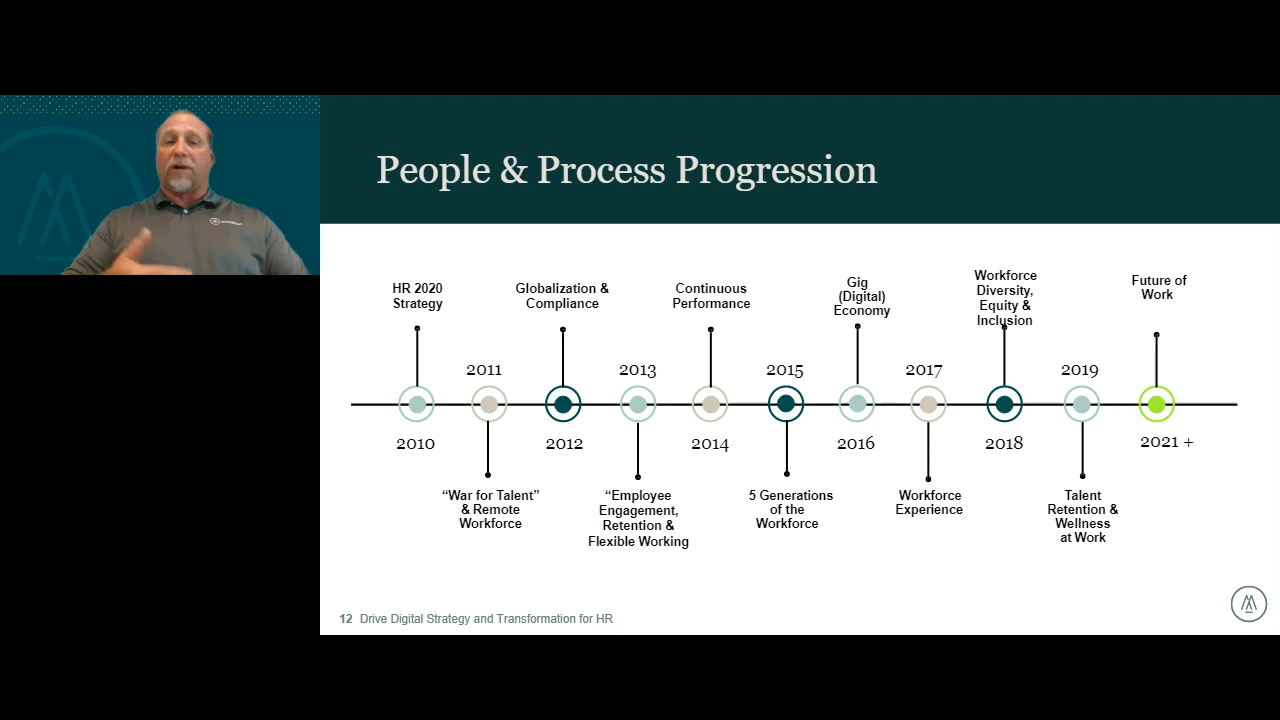 People & Process Progression
HR 2020
Strategy
Globalization &
Compliance
Continuous
Performance
Gig
(Digital)
Economy
Workforce
Diversity,
Equity &
Inclusion
Future of
Work
2011
2013
2015
2017
2019
2010
2012
2014
2016
2018
2021 +
“War for Talent”
& Remote
Workforce
“Employee
Engagement,
Retention &
Flexible Working
5 Generations
of the
Workforce
Workforce
Experience
Talent
Retention &
Wellness
at Work
12 Drive Digital Strategy and Transformation for HR